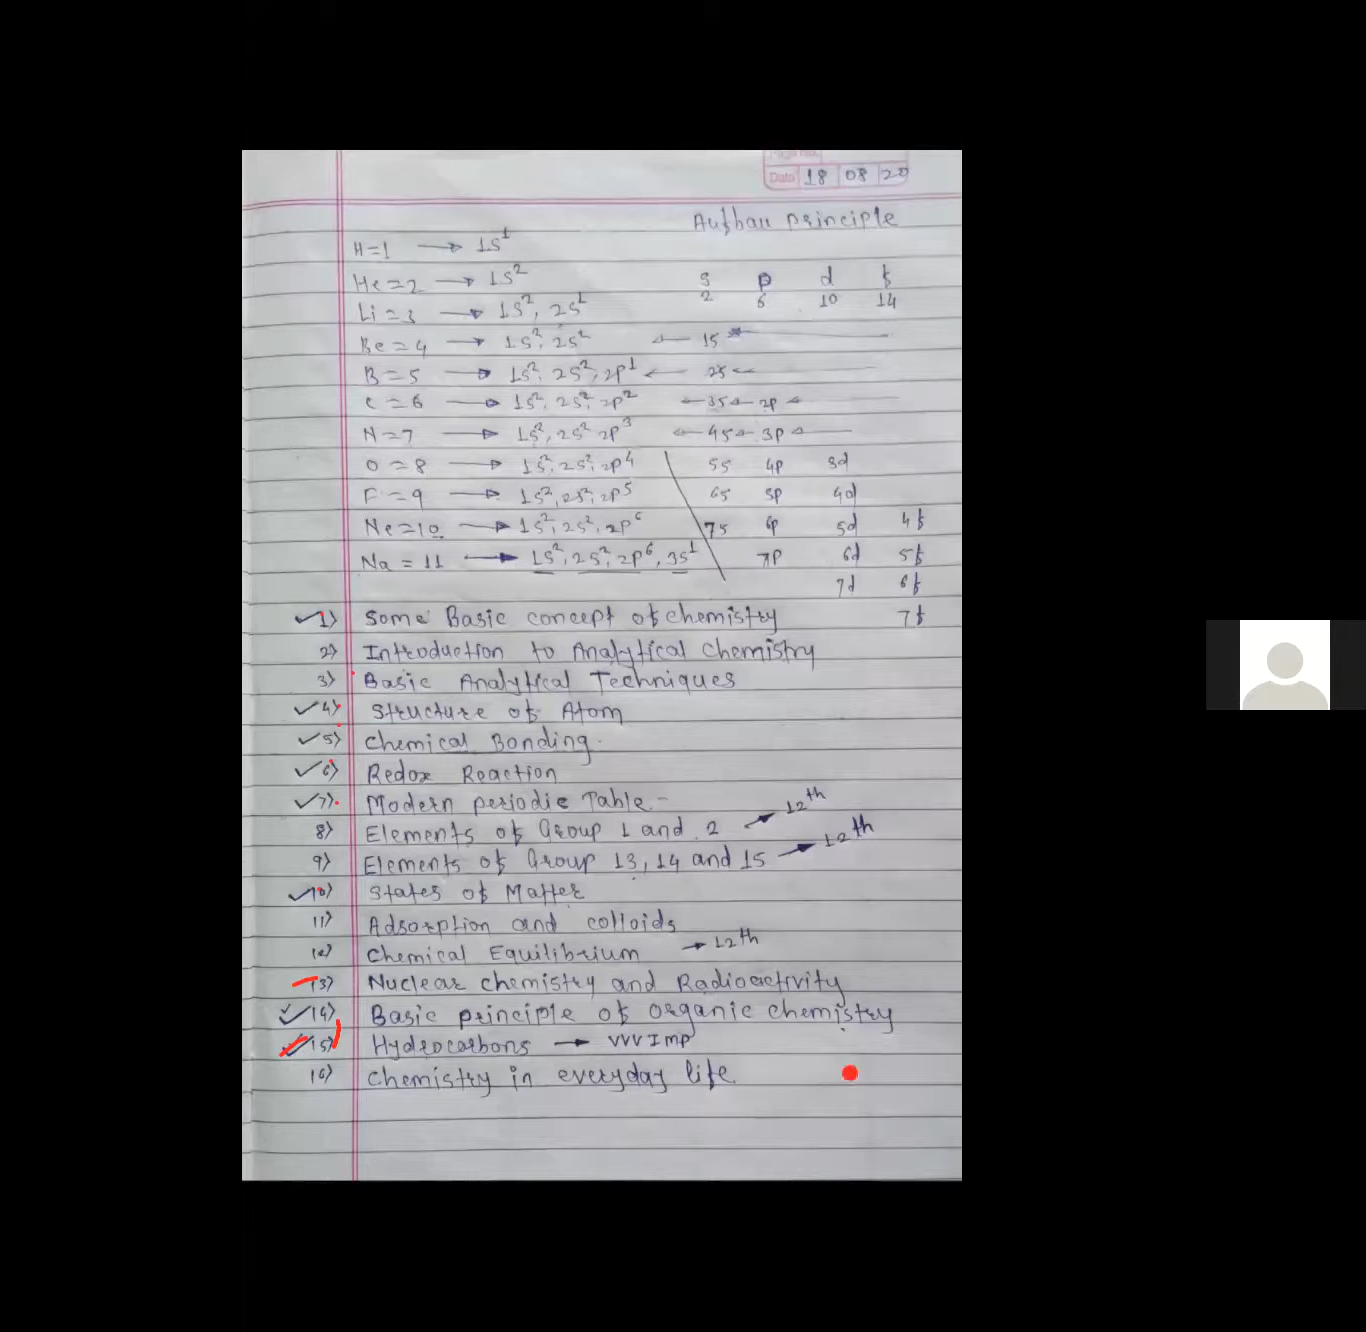 Page No.
Date 18 08 20
Aufbau principle
H=1 → 1s¹
He=2 → 1s² s p d f
Li=3 → 1s², 2s¹ 2 6 10 14
Be=4 → 1s², 2s² ← 1s ←
B=5 → 1s², 2s², 2p¹ ← 2s ←
C=6 → 1s², 2s², 2p² ← 3s ← 2p ←
N=7 → 1s², 2s² 2p³ ← 4s ← 3p ←
O=8 → 1s², 2s², 2p⁴ 5s 4p 3d
F=9 → 1s², 2s², 2p⁵ 6s 5p 4d
Ne=10 → 1s², 2s², 2p⁶ 7s 6p 5d 4f
Na = 11 → 1s², 2s², 2p⁶, 3s¹ 7p 6d 5f
7d 6f
✓1) Some Basic concept of chemistry 7f
2) Introduction to Analytical chemistry
3) Basic Analytical Techniques
✓4) Structure of Atom
✓5) Chemical Bonding.
✓6) Redox Reaction
✓7) Modern periodic Table -
8) Elements of Group 1 and 2 → 12th
9) Elements of Group 13, 14 and 15 → 12th
✓10) States of Matter
11) Adsorption and colloids
12) Chemical Equilibrium → 12th
13) Nuclear chemistry and Radioactivity
✓14) Basic principle of organic chemistry
✓15) Hydrocarbons → VVV Imp
16) Chemistry in everyday life.